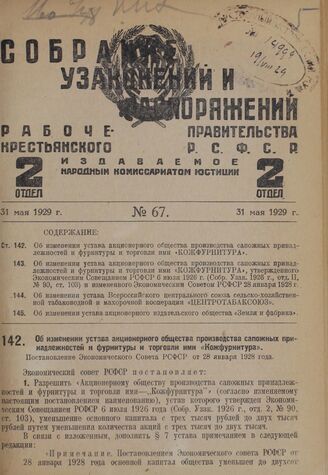 5
№ 14994
19/VIII 29
СОБРАНИЕ
УЗАКОНЕНИЙ И
РАСПОРЯЖЕНИЙ
РАБОЧЕ-
КРЕСТЬЯНСКОГО
ПРАВИТЕЛЬСТВА
Р.С.Ф.С.Р.
ИЗДАВАЕМОЕ
НАРОДНЫМ КОМИССАРИАТОМ ЮСТИЦИИ
2
ОТДЕЛ
2
ОТДЕЛ
31 мая 1929 г.
№ 67.
31 мая 1929 г.
СОДЕРЖАНИЕ:
Ст. 142. Об изменении устава акционерного общества производства сапожных принадлежностей и фурнитуры и торговли ими «КОЖФУРНИТУРА».
143. Об изменении устава акционерного общества производства сапожных принадлежностей и фурнитуры и торговли ими «КОЖФУРНИТУРА», утвержденного
Экономическим Совещанием РСФСР 6 июля 1926 г. (Собр. Узак. 1926 г., отд. II,
№ 90, ст. 103) и измененного Экономическим Советом РСФСР 28 января 1928 г.
144. Об изменении устава Всероссийского центрального союза сельско-хозяйственной табаководной и махорочной кооперации «ЦЕНТРОТАБАКСОЮЗ».
145. Об изменении устава акционерного издательского общества «Земля и фабрика».
142. Об изменении устава акционерного общества производства сапожных принадлежностей и фурнитуры и торговли ими «Кожфурнитура».
Постановление Экономического Совета РСФСР от 28 января 1928 года.
Экономический совет РСФСР постановляет:
1. Разрешить «Акционерному обществу производства сапожных принадлежностей
и фурнитуры и торговли ими—„Кожфурнитура“» (согласно изменяемому
настоящим постановлением наименованию), устав которого утвержден Экономическим
Совещанием РСФСР 6 июля 1926 года (Собр. Узак. 1926 г., отд. 2, № 90,
ст. 103), уменьшение основного капитала с трех тысяч рублей до двух тысяч
рублей путем уменьшения количества акций с трех тысяч до двух тысяч.
В связи с изложенным, дополнить § 7 устава примечанием в следующей
редакции:
«Примечание. Постановлением Экономического совета РСФСР от
28 января 1928 года основной капитал общества уменьшен до двухсот